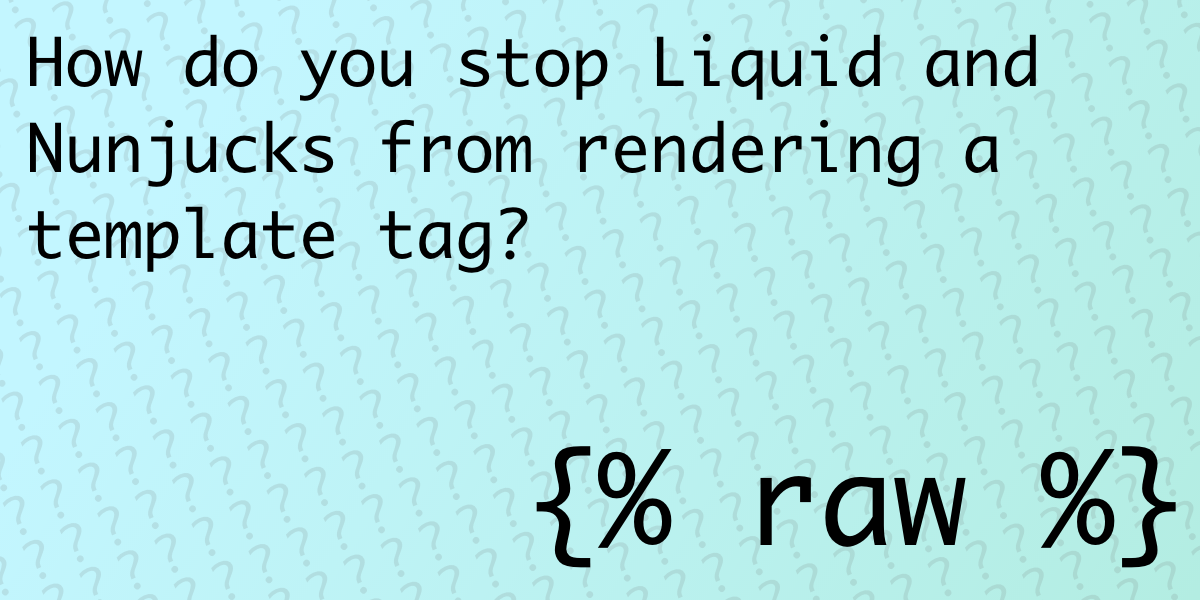 How do you stop Liquid and
Nunjucks from rendering a
template tag?
{% raw %}